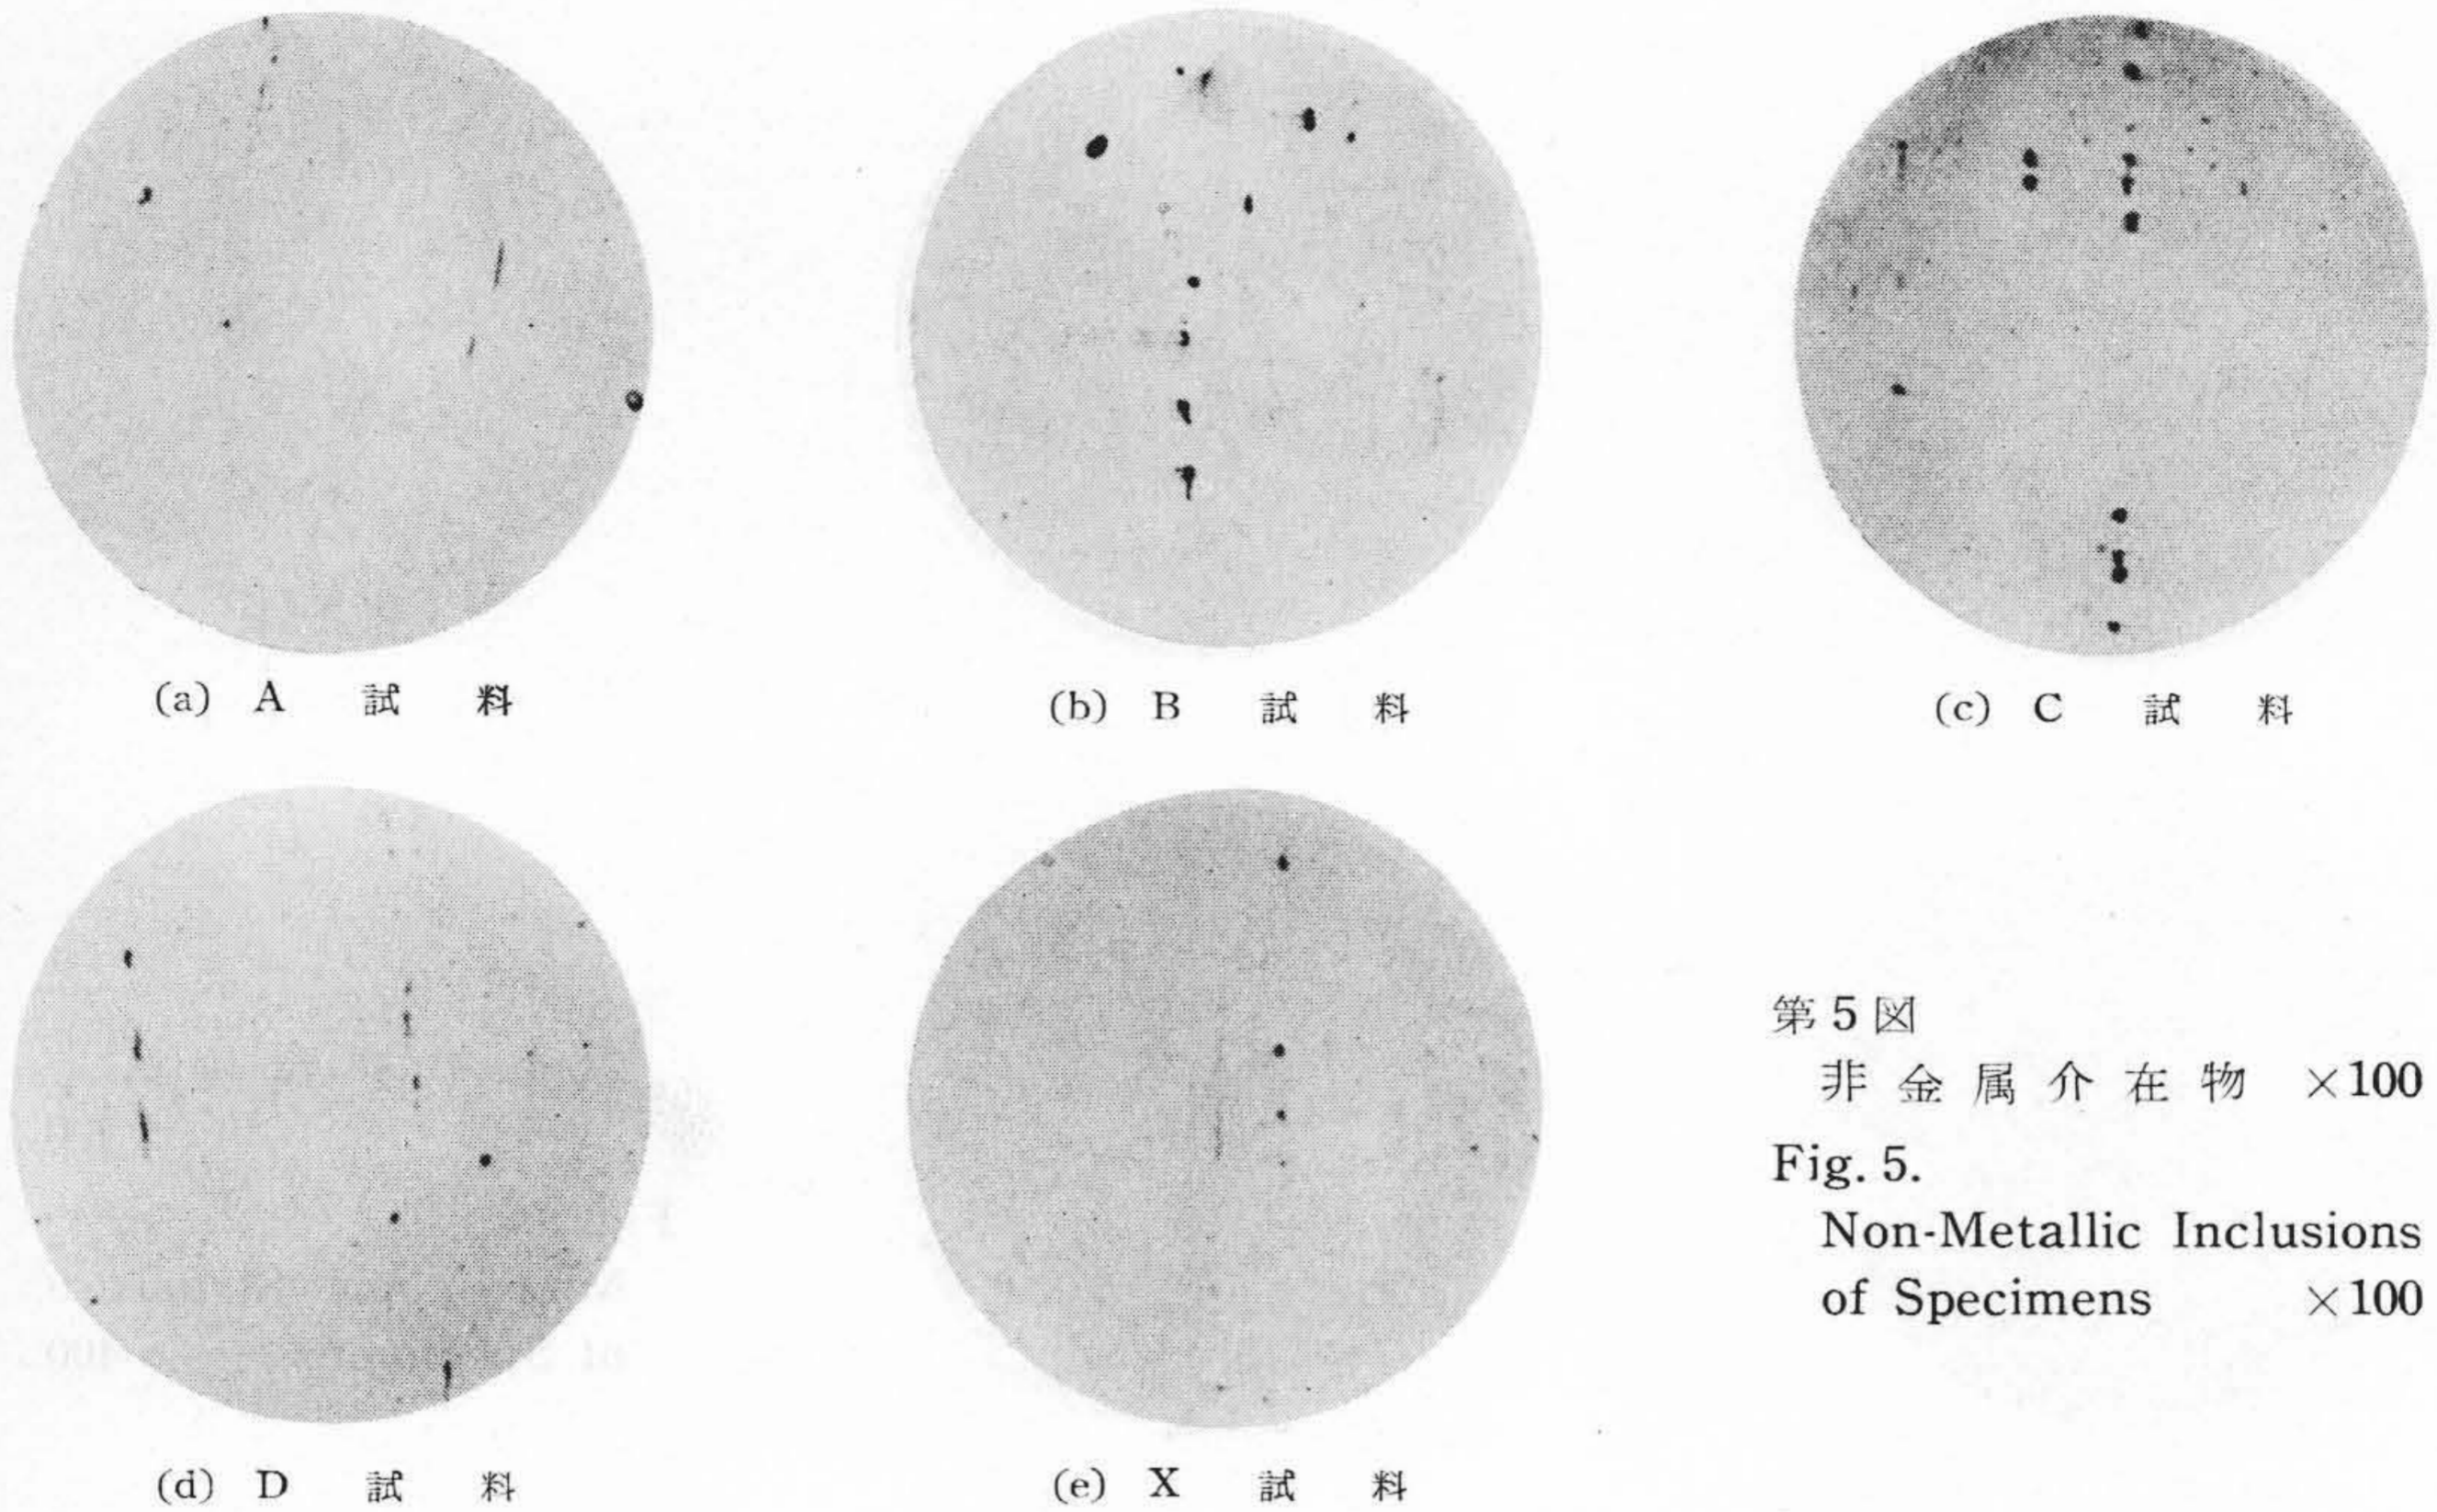 (a) A 試料
(b) B 試料
(c) C 試料
(d) D 試料
(e) X 試料
第5図
非金属介在物 ×100
Fig. 5.
Non-Metallic Inclusions
of Specimens ×100